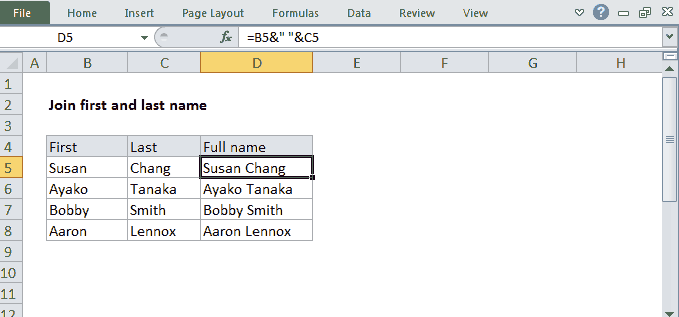 File Home Insert Page Layout Formulas Data Review View
D5 fx =B5&" "&C5
A B C D E F G H
1
2 Join first and last name
3
4 First Last Full name
5 Susan Chang Susan Chang
6 Ayako Tanaka Ayako Tanaka
7 Bobby Smith Bobby Smith
8 Aaron Lennox Aaron Lennox
9
10
11
12